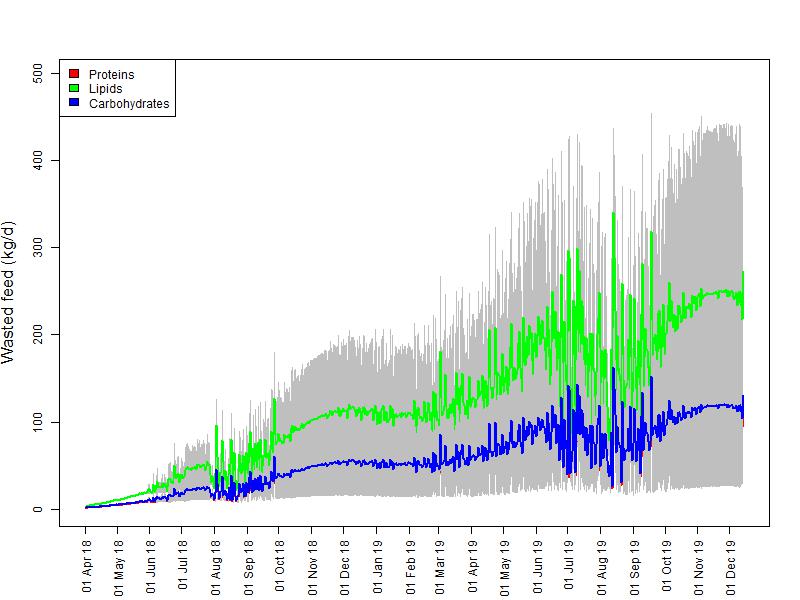 Proteins
Lipids
Carbohydrates
Wasted feed (kg/d)
500
400
300
200
100
0
01 Apr 18
01 May 18
01 Jun 18
01 Jul 18
01 Aug 18
01 Sep 18
01 Oct 18
01 Nov 18
01 Dec 18
01 Jan 19
01 Feb 19
01 Mar 19
01 Apr 19
01 May 19
01 Jun 19
01 Jul 19
01 Aug 19
01 Sep 19
01 Oct 19
01 Nov 19
01 Dec 19